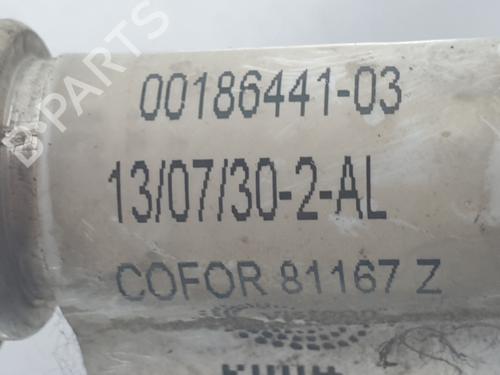 B-PARTS
00186441-03
13/07/30-2-AL
COFOR 81167 Z